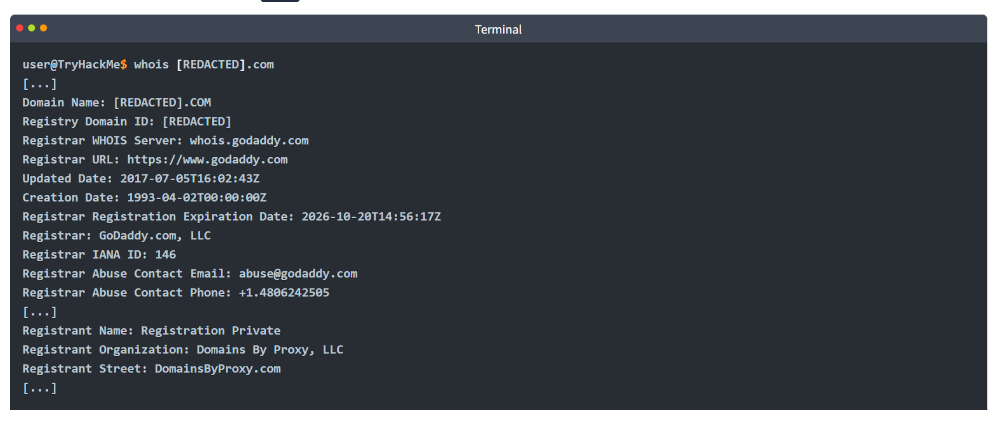 Terminal
user@TryHackMe$ whois [REDACTED].com
[...]
Domain Name: [REDACTED].COM
Registry Domain ID: [REDACTED]
Registrar WHOIS Server: whois.godaddy.com
Registrar URL: https://www.godaddy.com
Updated Date: 2017-07-05T16:02:43Z
Creation Date: 1993-04-02T00:00:00Z
Registrar Registration Expiration Date: 2026-10-20T14:56:17Z
Registrar: GoDaddy.com, LLC
Registrar IANA ID: 146
Registrar Abuse Contact Email: abuse@godaddy.com
Registrar Abuse Contact Phone: +1.4806242505
[...]
Registrant Name: Registration Private
Registrant Organization: Domains By Proxy, LLC
Registrant Street: DomainsByProxy.com
[...]